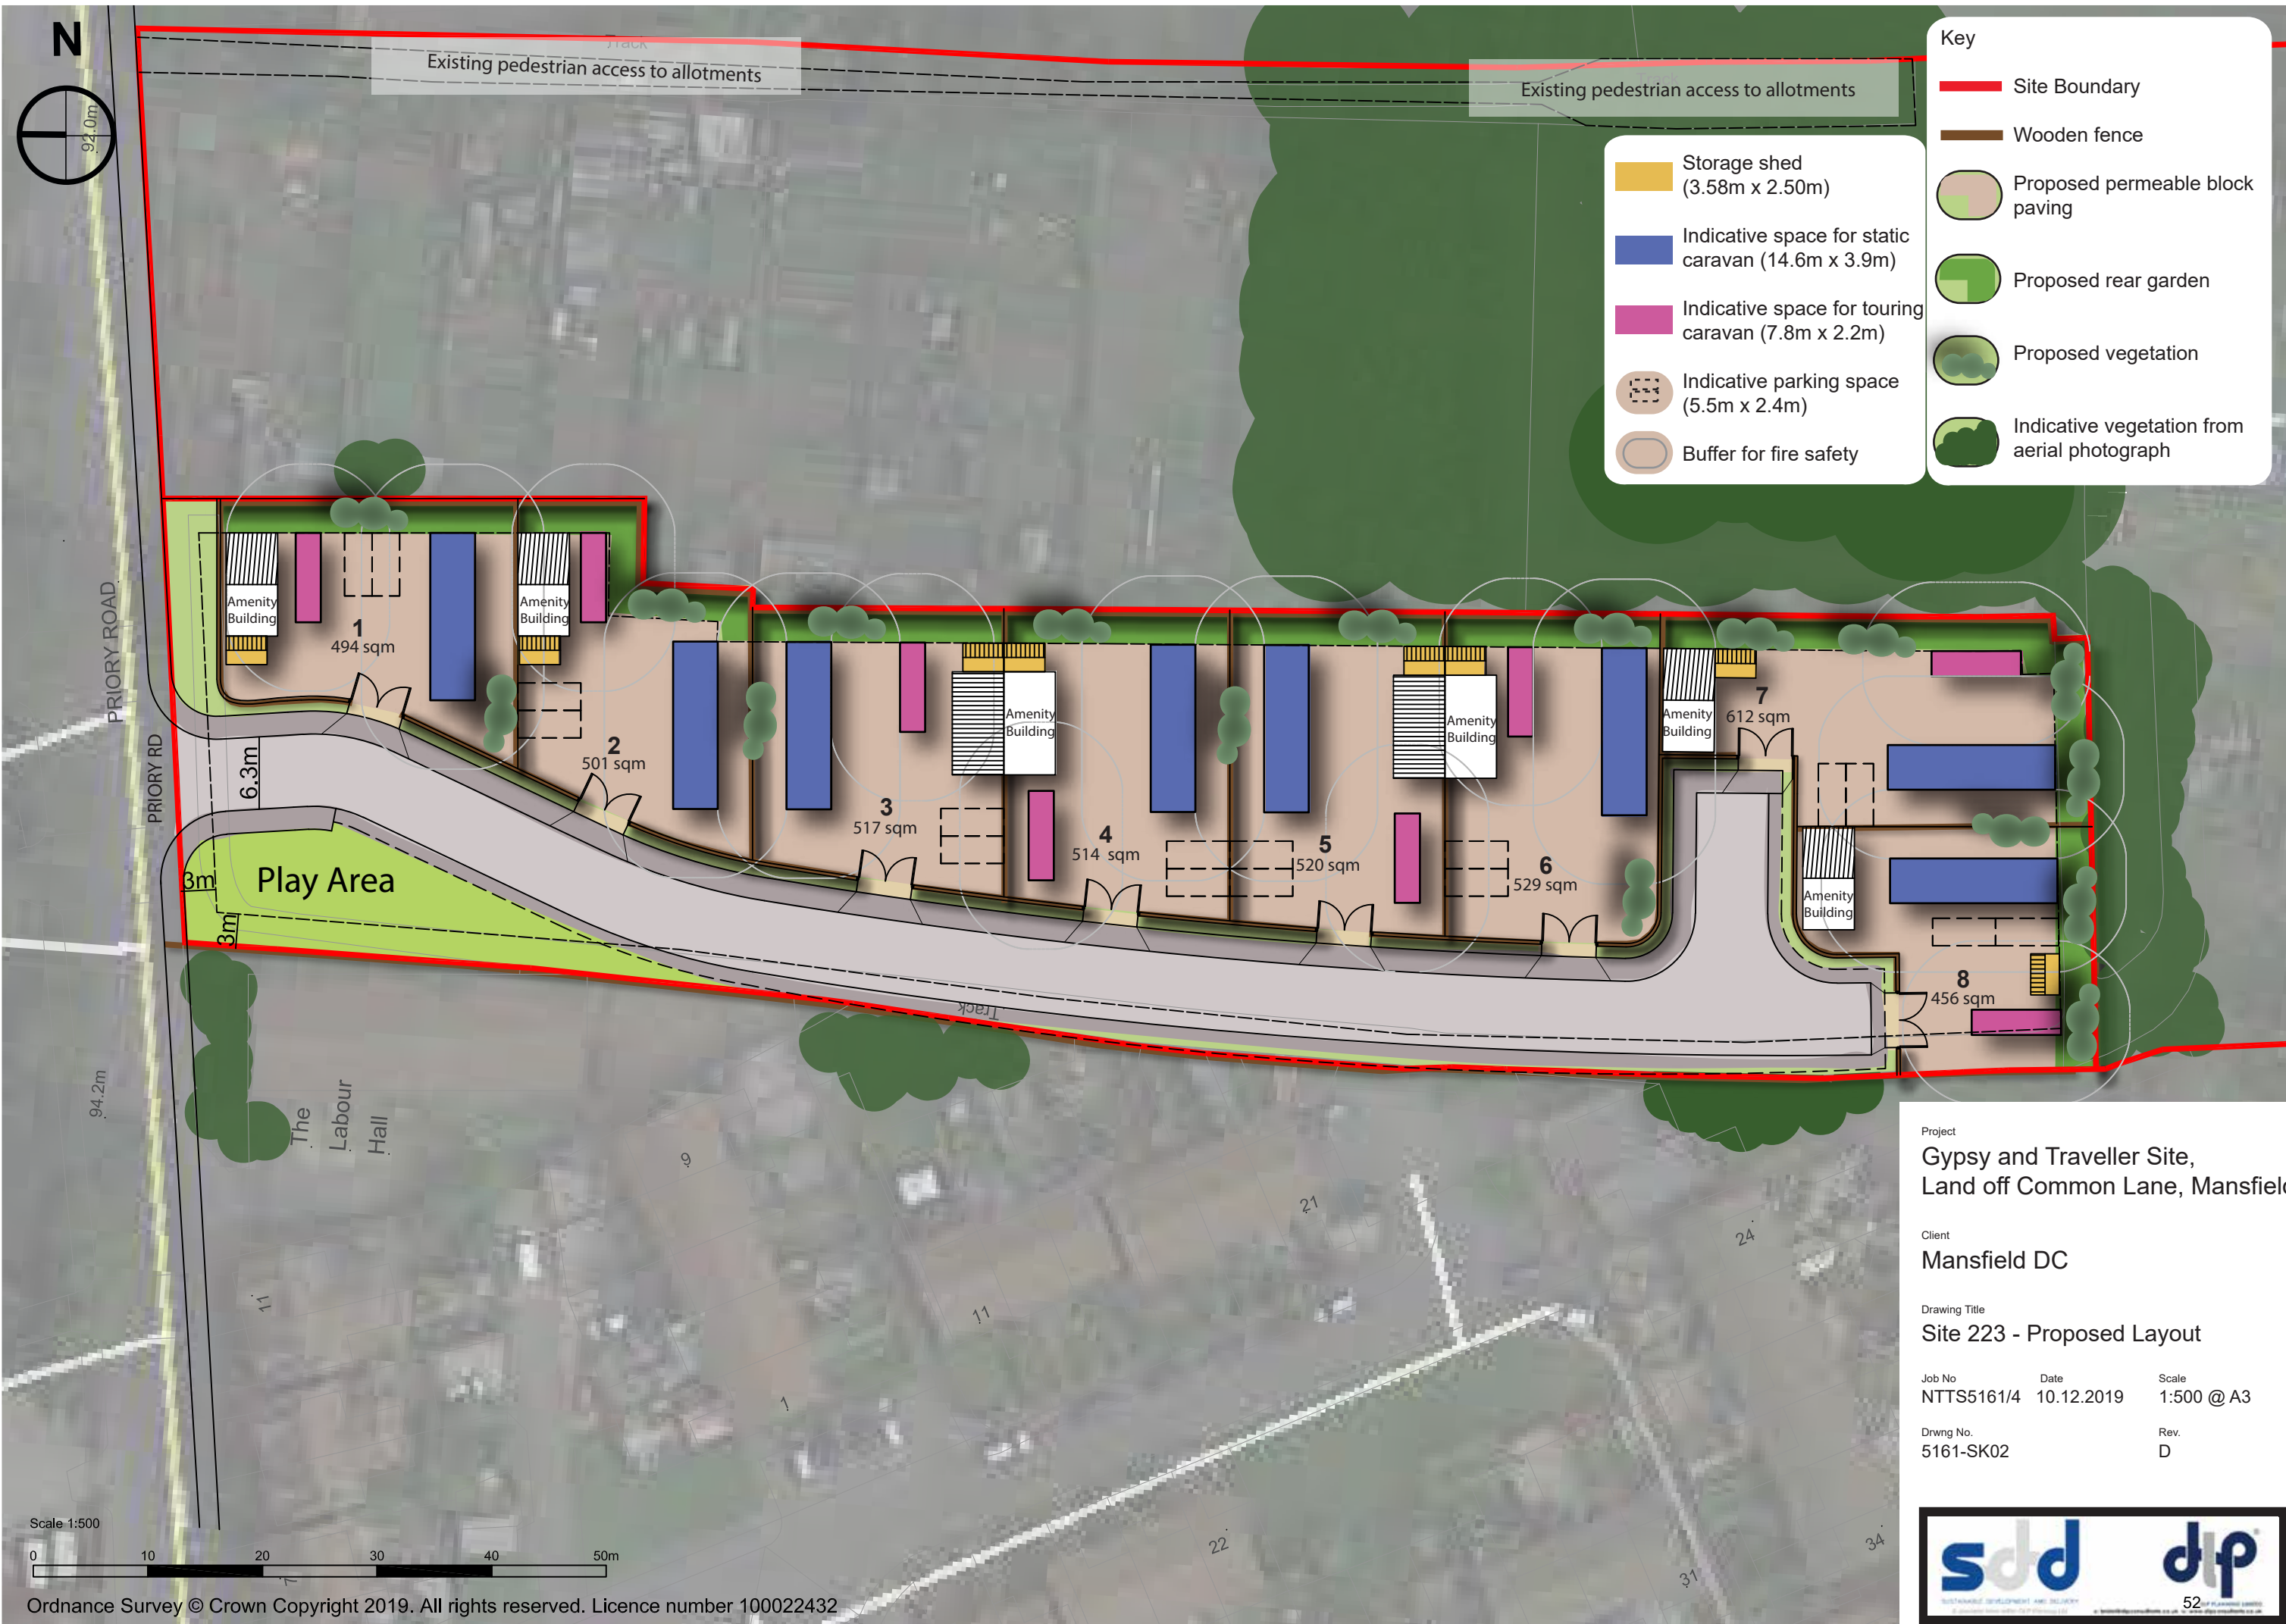 N
92.0m
Track
Existing pedestrian access to allotments
Track
Existing pedestrian access to allotments
Key
Site Boundary
Wooden fence
Proposed permeable block
paving
Proposed rear garden
Proposed vegetation
Indicative vegetation from
aerial photograph
Storage shed
(3.58m x 2.50m)
Indicative space for static
caravan (14.6m x 3.9m)
Indicative space for touring
caravan (7.8m x 2.2m)
Indicative parking space
(5.5m x 2.4m)
Buffer for fire safety
PRIORY ROAD
PRIORY RD
6.3m
Amenity
Building
1
494 sqm
Amenity
Building
2
501 sqm
3
517 sqm
Amenity
Building
4
514 sqm
5
520 sqm
Amenity
Building
6
529 sqm
Amenity
Building
7
612 sqm
Amenity
Building
8
456 sqm
Play Area
3m
3m
Track
94.2m
The
Labour
Hall
9
21
24
11
11
1
22
31
34
7
Project
Gypsy and Traveller Site,
Land off Common Lane, Mansfield
Client
Mansfield DC
Drawing Title
Site 223 - Proposed Layout
Job No Date Scale
NTTS5161/4 10.12.2019 1:500 @ A3
Drwng No. Rev.
5161-SK02 D
sdd
SUSTAINABLE DEVELOPMENT AND DELIVERY
dlp
52
Scale 1:500
0 10 20 30 40 50m
Ordnance Survey © Crown Copyright 2019. All rights reserved. Licence number 100022432